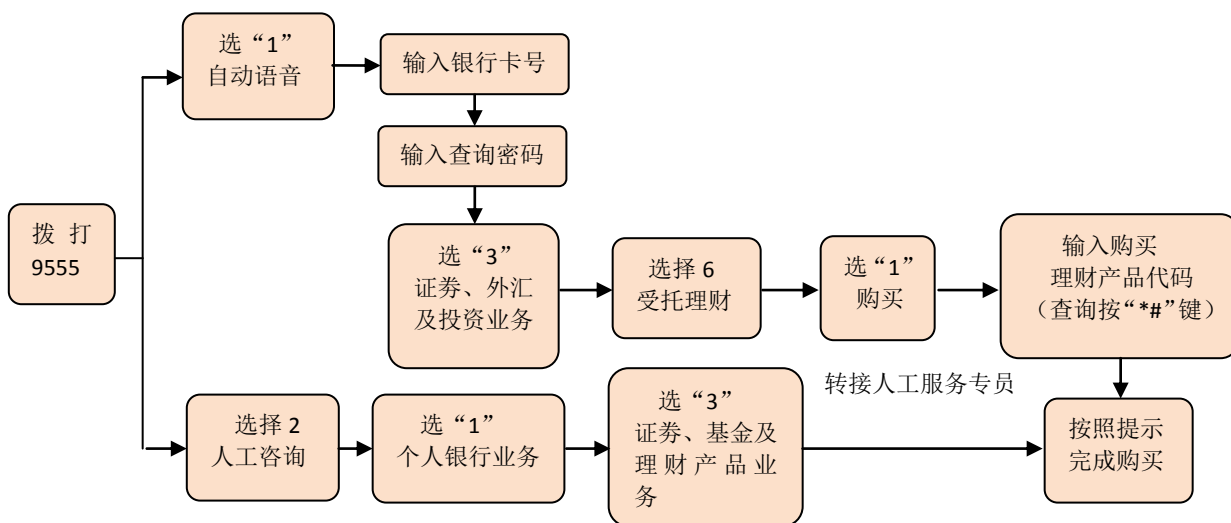 选“1”
自动语音
输入银行卡号
输入查询密码
拨 打
9555
选“3”
证券、外汇
及投资业务
选择 6
受托理财
选“1”
购买
输入购买
理财产品代码
（查询按“*#”键）
转接人工服务专员
选择 2
人工咨询
选“1”
个人银行业务
选“3”
证券、基金及
理财产品业
务
按照提示
完成购买